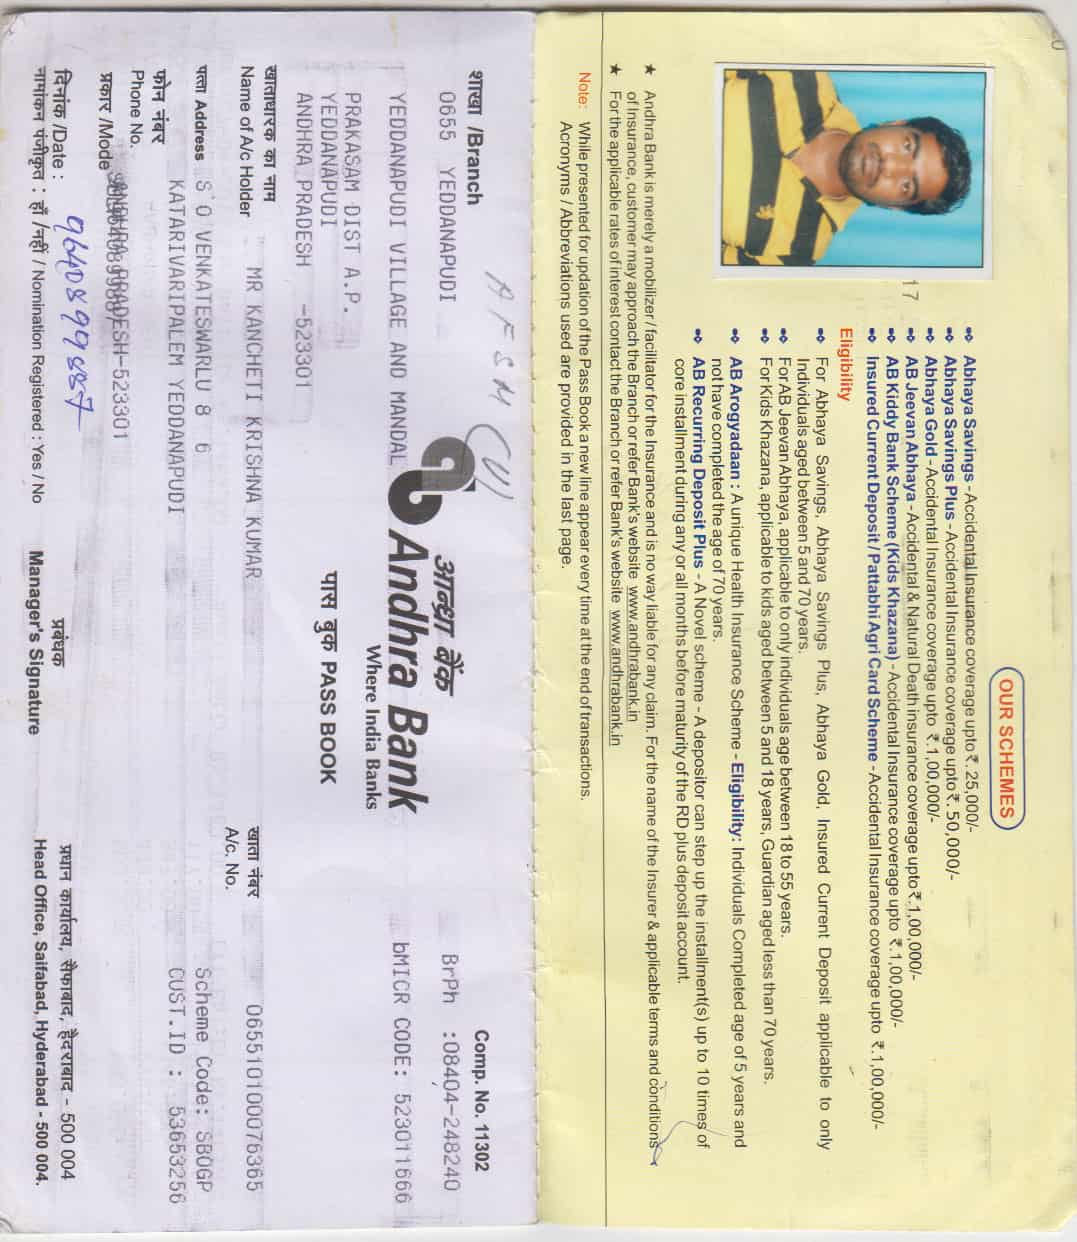 OUR SCHEMES
➻ Abhaya Savings - Accidental Insurance coverage upto ₹. 25,000/-
➻ Abhaya Savings Plus - Accidental Insurance coverage upto ₹. 50,000/-
➻ Abhaya Gold - Accidental Insurance coverage upto ₹.1,00,000/-
➻ AB Jeevan Abhaya - Accidental & Natural Death insurance coverage upto ₹.1,00,000/-
➻ AB Kiddy Bank Scheme (Kids Khazana) - Accidental Insurance coverage upto ₹.1,00,000/-
➻ Insured Current Deposit / Pattabhi Agri Card Scheme - Accidental Insurance coverage upto ₹.1,00,000/-
Eligibility
➻ For Abhaya Savings, Abhaya Savings Plus, Abhaya Gold, Insured Current Deposit applicable to only
Individuals aged between 5 and 70 years.
➻ For AB Jeevan Abhaya, applicable to only individuals age between 18 to 55 years.
➻ For Kids Khazana, applicable to kids aged between 5 and 18 years, Guardian aged less than 70 years.
➻ AB Arogyadaan : A unique Health Insurance Scheme - Eligibility: Individuals Completed age of 5 years and
not have completed the age of 70 years.
➻ AB Recurring Deposit Plus - A Novel scheme - A depositor can step up the installment(s) up to 10 times of
core installment during any or all months before maturity of the RD plus deposit account.
★ Andhra Bank is merely a mobilizer / facilitator for the Insurance and is no way liable for any claim. For the name of the Insurer & applicable terms and conditions
of Insurance, customer may approach the Branch or refer Bank's website www.andhrabank.in
★ For the applicable rates of interest contact the Branch or refer Bank's website www.andhrabank.in
Note: While presented for updation of the Pass Book a new line appear every time at the end of transactions.
Acronyms / Abbreviations used are provided in the last page.
17
AFSM
शाखा /Branch
Comp. No. 11302
0655 YEDDANAPUDI
BrPh :08404-248240
YEDDANAPUDI VILLAGE AND MANDAL
bMICR CODE: 523011666
PRAKASAM DIST A.P.
YEDDANAPUDI
ANDHRA PRADESH -523301
आन्ध्रा बैंक
Andhra Bank
Where India Banks
पास बुक PASS BOOK
खाताधारक का नाम
Name of A/c Holder
MR KANCHETI KRISHNA KUMAR
खाता नंबर
A/c. No.
065510100076365
पत्ता Address S O VENKATESWARLU 8 6
Scheme Code: SBOGP
KATARIVARIPALEM YEDDANAPUDI
CUST.ID : 53653256
फोन नंबर
Phone No.
प्रकार /Mode
ANDHRA PRADESH-523301
दिनांक /Date :
9640899887
नामांकन पंजीकृत : हाँ /नहीं / Nomination Registered : Yes / No
प्रबंधक
Manager's Signature
प्रधान कार्यालय, सैफाबाद, हैदराबाद - 500 004
Head Office, Saifabad, Hyderabad - 500 004.